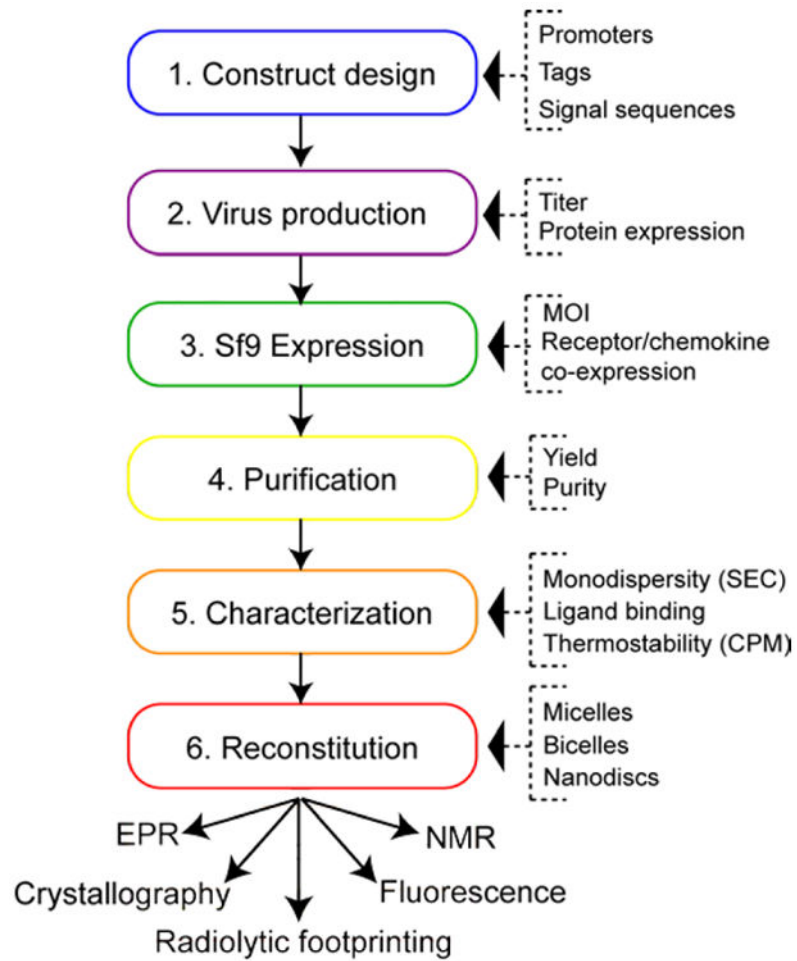 1. Construct design
Promoters
Tags
Signal sequences
2. Virus production
Titer
Protein expression
3. Sf9 Expression
MOI
Receptor/chemokine
co-expression
4. Purification
Yield
Purity
5. Characterization
Monodispersity (SEC)
Ligand binding
Thermostability (CPM)
6. Reconstitution
Micelles
Bicelles
Nanodiscs
EPR
NMR
Crystallography
Fluorescence
Radiolytic footprinting